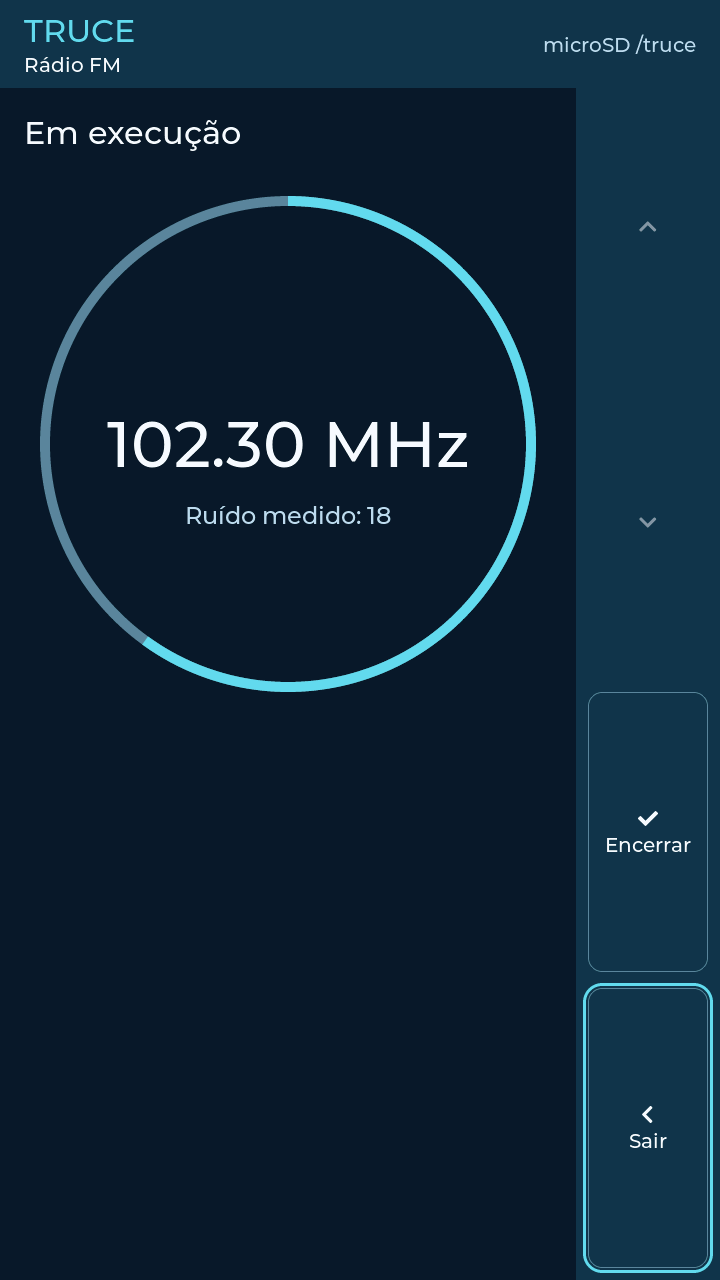 TRUCE
Rádio FM
microSD /truce
Em execução
102.30 MHz
Ruído medido: 18
Encerrar
Sair